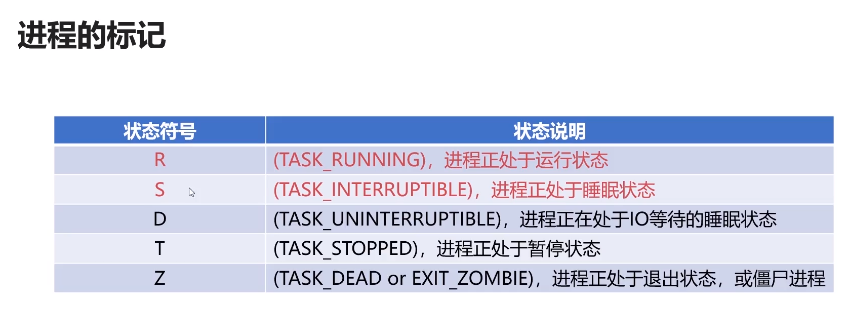 进程的标记
状态符号 状态说明
R (TASK_RUNNING)，进程正处于运行状态
S (TASK_INTERRUPTIBLE)，进程正处于睡眠状态
D (TASK_UNINTERRUPTIBLE)，进程正在处于IO等待的睡眠状态
T (TASK_STOPPED)，进程正处于暂停状态
Z (TASK_DEAD or EXIT_ZOMBIE)，进程正处于退出状态，或僵尸进程